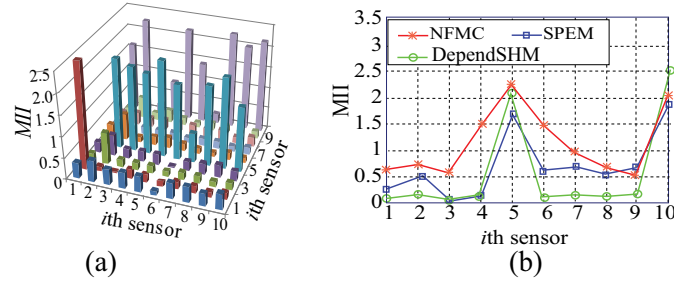 2.5
2.0
1.5
1
0.5
0
MII
1 2 3 4 5 6 7 8 9 10
ith sensor
1
3
5
7
9
ith sensor
(a)
3.5
3
2.5
2
1.5
1
0.5
0
MII
NFMC
SPEM
DependSHM
1 2 3 4 5 6 7 8 9 10
ith sensor
(b)